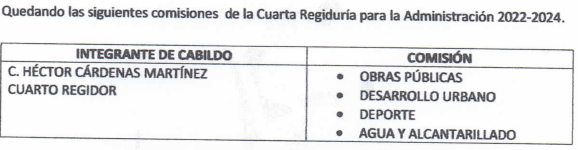 Quedando las siguientes comisiones de la Cuarta Regiduría para la Administración 2022-2024.
INTEGRANTE DE CABILDO
COMISIÓN
C. HÉCTOR CÁRDENAS MARTÍNEZ
CUARTO REGIDOR
• OBRAS PÚBLICAS
• DESARROLLO URBANO
• DEPORTE
• AGUA Y ALCANTARILLADO